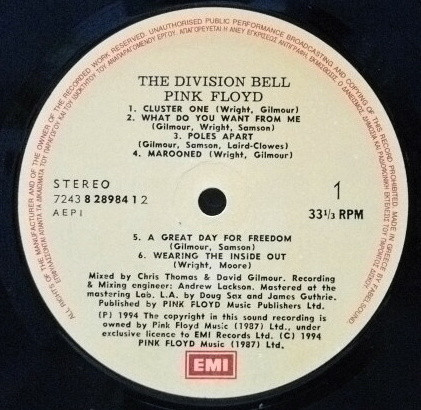 ALL RIGHTS OF THE MANUFACTURER AND OF THE OWNER OF THE RECORDED WORK RESERVED. UNAUTHORISED PUBLIC PERFORMANCE BROADCASTING AND COPYING OF THIS RECORD PROHIBITED. MADE IN GREECE BY FABEL-SOUND.
THE DIVISION BELL
PINK FLOYD
1. CLUSTER ONE (Wright, Gilmour)
2. WHAT DO YOU WANT FROM ME
(Gilmour, Wright, Samson)
3. POLES APART
(Gilmour, Samson, Laird-Clowes)
4. MAROONED (Wright, Gilmour)
STEREO
7243 8 28984 1 2
AEPI
1
33 1/3 RPM
5. A GREAT DAY FOR FREEDOM
(Gilmour, Samson)
6. WEARING THE INSIDE OUT
(Wright, Moore)
Mixed by Chris Thomas & David Gilmour. Recording
& Mixing engineer: Andrew Lackson. Mastered at the
mastering Lab. L.A. by Doug Sax and James Guthrie.
Published by PINK FLOYD Music Publishers Ltd.
(P) 1994 The copyright in this sound recording is
owned by Pink Floyd Music (1987) Ltd., under
exclusive licence to EMI Records Ltd. (C) 1994
PINK FLOYD Music (1987) Ltd.
EMI